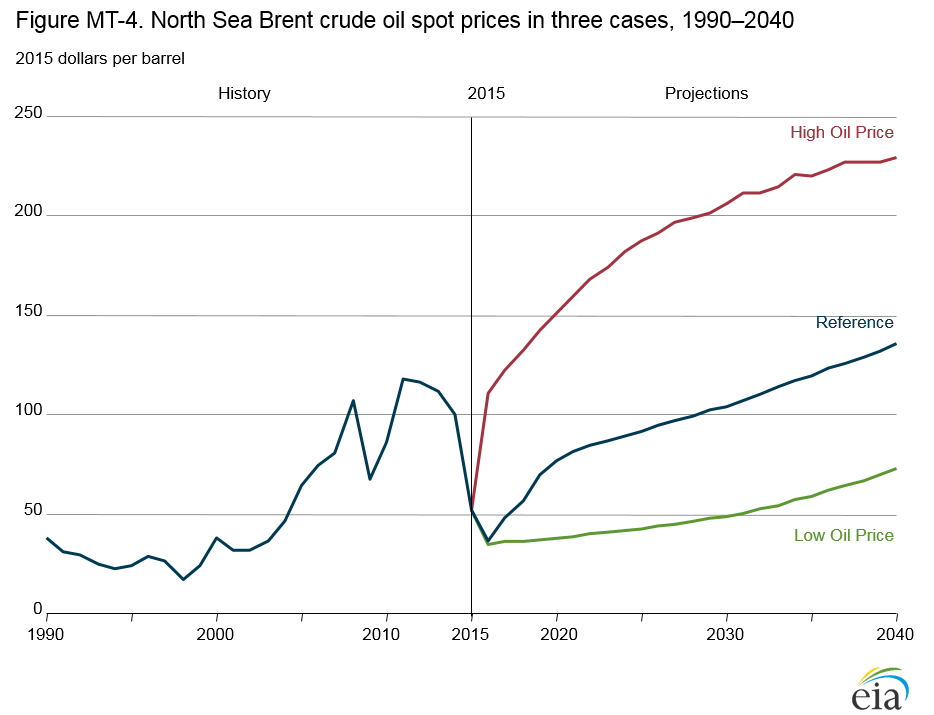 Figure MT-4. North Sea Brent crude oil spot prices in three cases, 1990–2040
2015 dollars per barrel
History 2015 Projections
250
High Oil Price
200
150
Reference
100
50
Low Oil Price
0
1990 2000 2010 2015 2020 2030 2040
eia